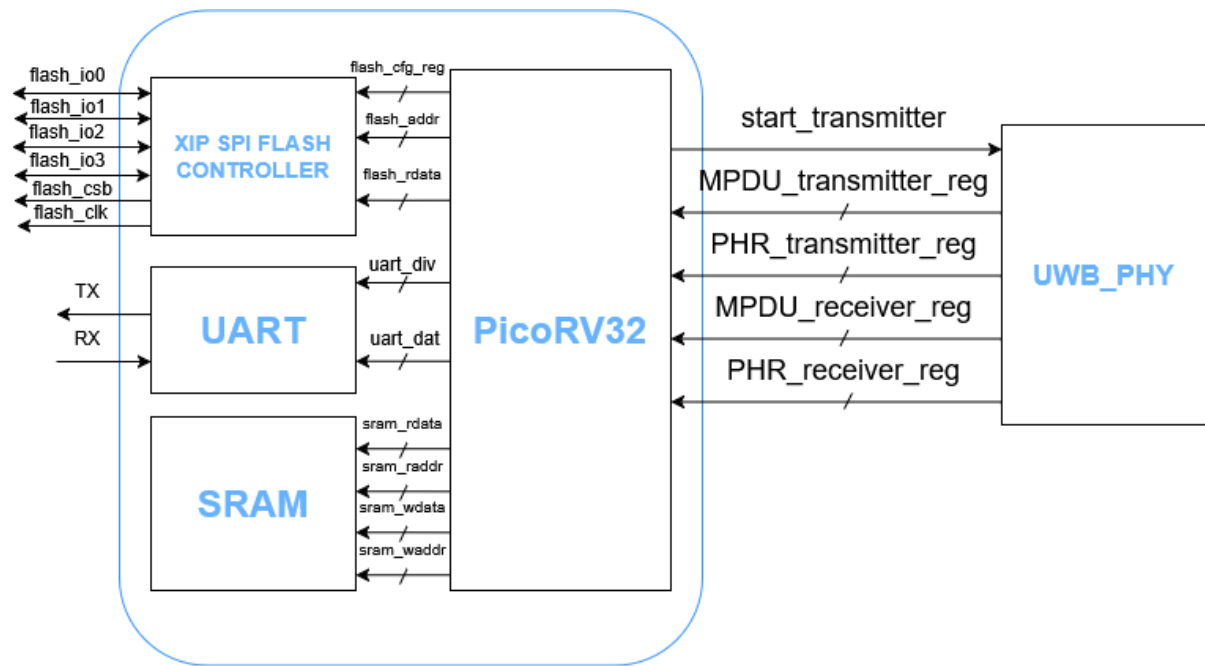 flash_io0
flash_io1
flash_io2
flash_io3
flash_csb
flash_clk
XIP SPI FLASH
CONTROLLER
flash_cfg_reg
flash_addr
flash_rdata
TX
RX
UART
uart_div
uart_dat
SRAM
sram_rdata
sram_raddr
sram_wdata
sram_waddr
PicoRV32
start_transmitter
MPDU_transmitter_reg
PHR_transmitter_reg
MPDU_receiver_reg
PHR_receiver_reg
UWB_PHY